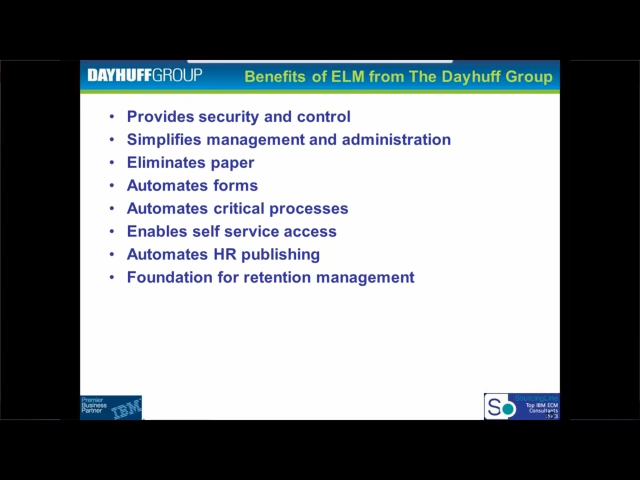 DAYHUFFGROUP
Benefits of ELM from The Dayhuff Group
• Provides security and control
• Simplifies management and administration
• Eliminates paper
• Automates forms
• Automates critical processes
• Enables self service access
• Automates HR publishing
• Foundation for retention management
Premier
Business
Partner
IBM
So
SourcingLine
Top IBM ECM
Consultants